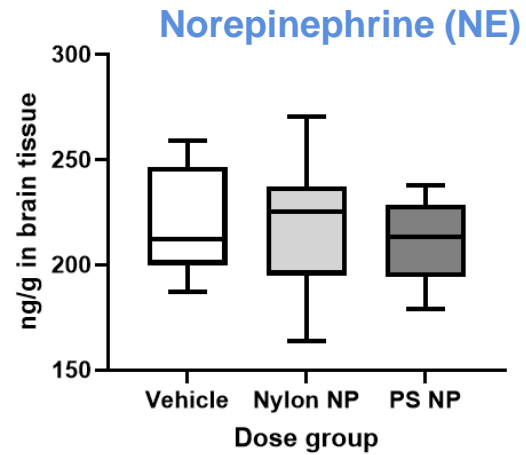 Norepinephrine (NE)
300
250
200
150
ng/g in brain tissue
Vehicle Nylon NP PS NP
Dose group